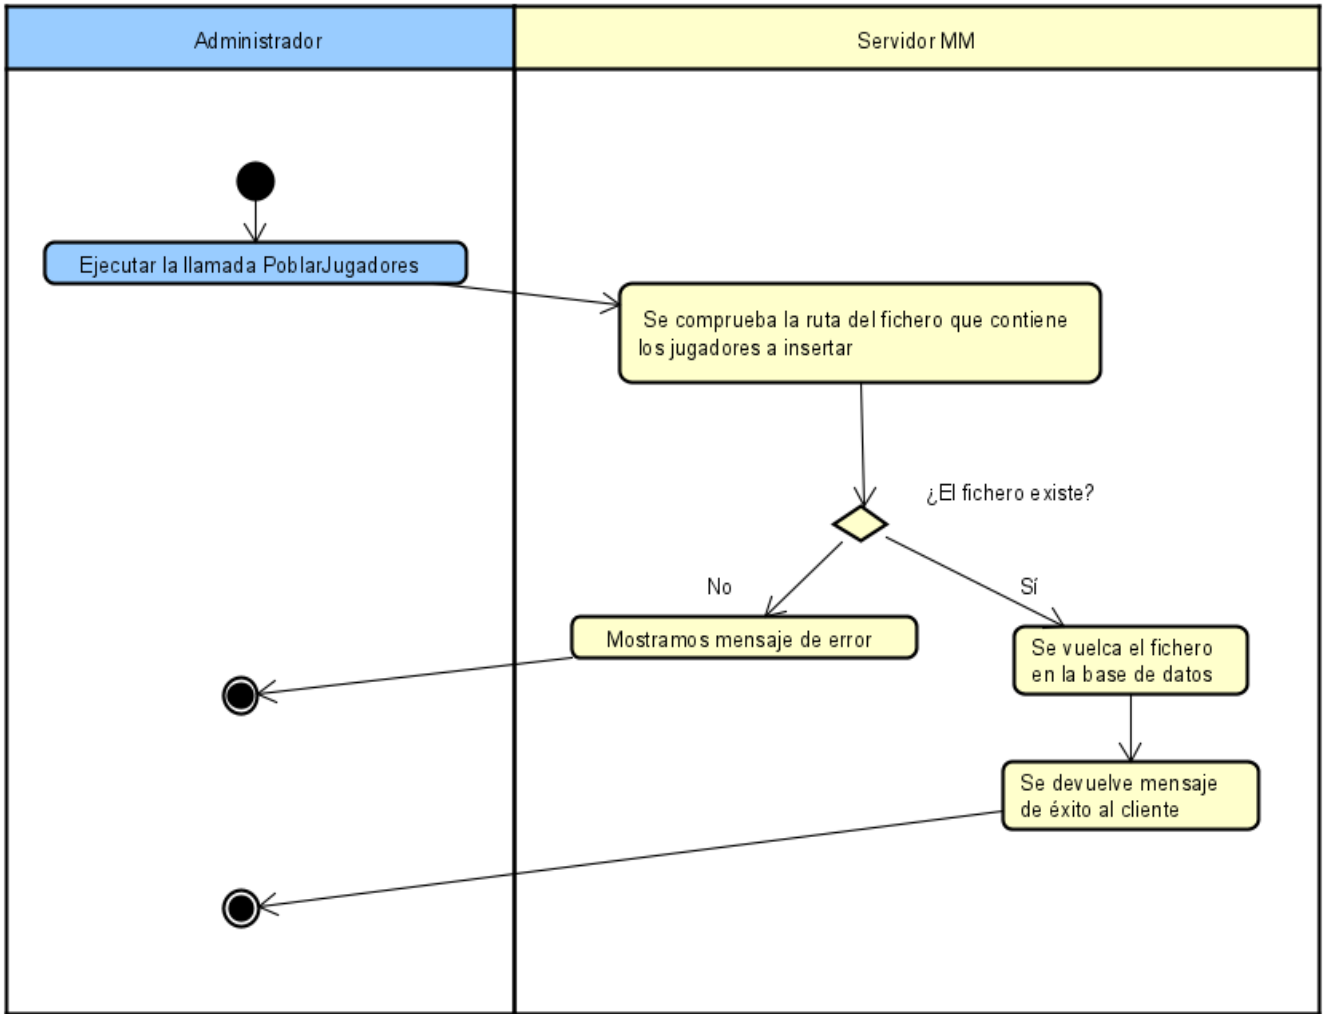 Administrador
Servidor MM
Ejecutar la llamada PoblarJugadores
Se comprueba la ruta del fichero que contiene
los jugadores a insertar
¿El fichero existe?
No
Sí
Mostramos mensaje de error
Se vuelca el fichero
en la base de datos
Se devuelve mensaje
de éxito al cliente